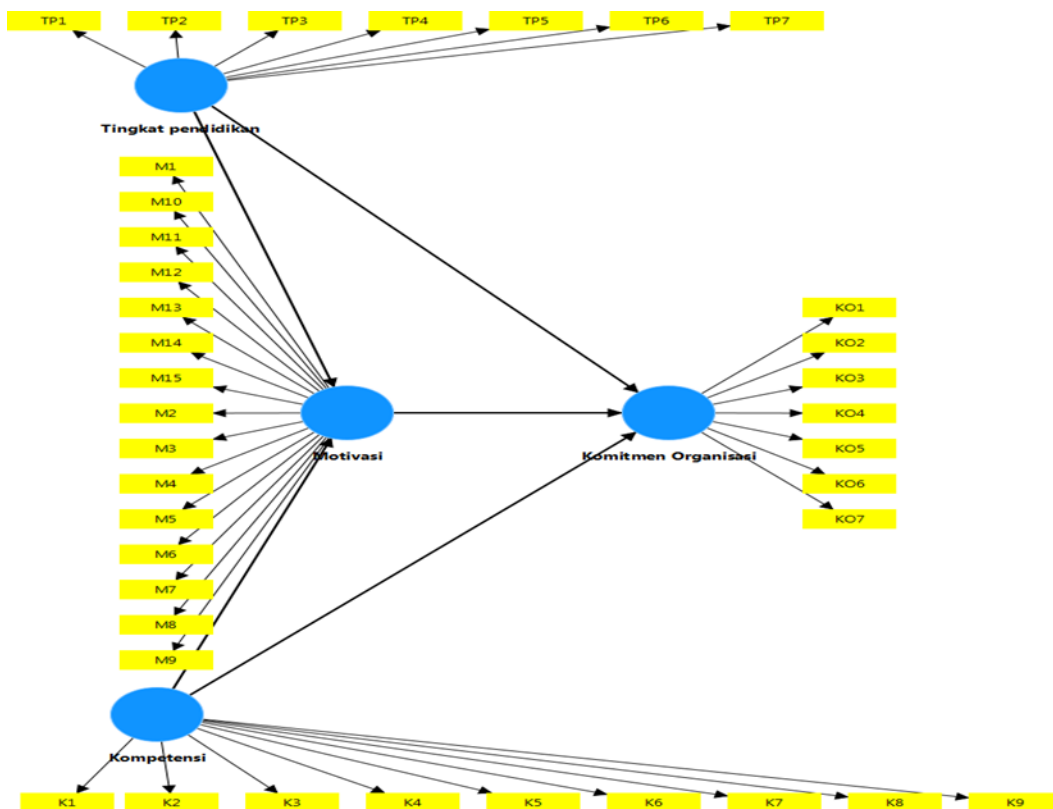 TP1 TP2 TP3 TP4 TP5 TP6 TP7
Tingkat pendidikan
M1
M10
M11
M12
M13
M14
M15
M2
M3
M4
M5
M6
M7
M8
M9
Motivasi
Komitmen Organisasi
KO1
KO2
KO3
KO4
KO5
KO6
KO7
Kompetensi
K1 K2 K3 K4 K5 K6 K7 K8 K9